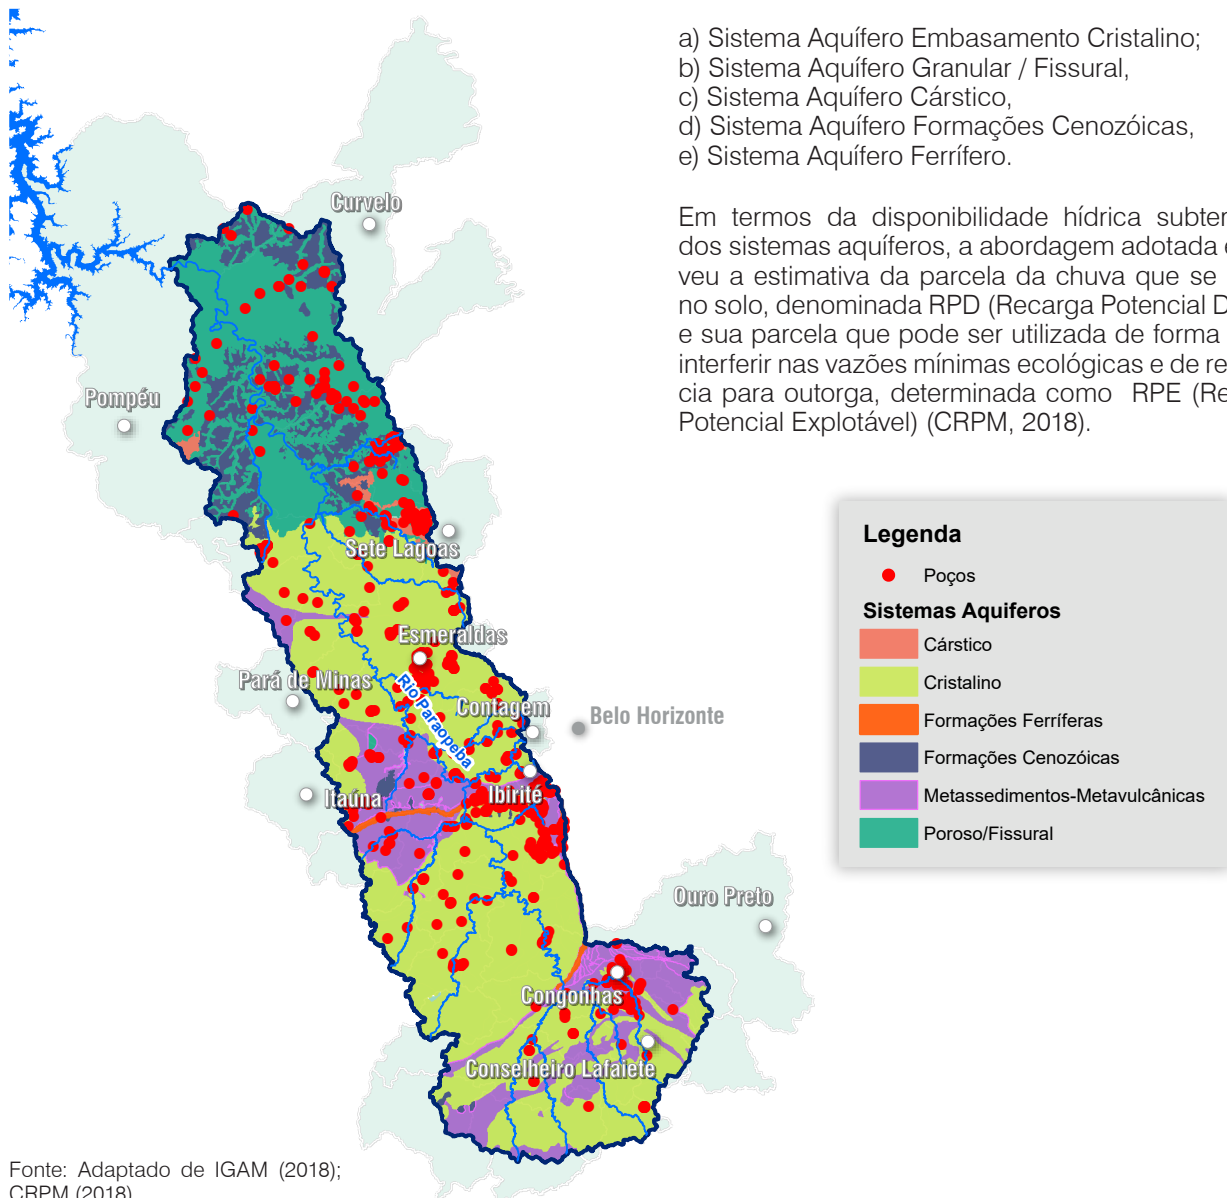 a) Sistema Aquífero Embasamento Cristalino;
b) Sistema Aquífero Granular / Fissural,
c) Sistema Aquífero Cárstico,
d) Sistema Aquífero Formações Cenozóicas,
e) Sistema Aquífero Ferrífero.
Em termos da disponibilidade hídrica subter
dos sistemas aquíferos, a abordagem adotada
veu a estimativa da parcela da chuva que se
no solo, denominada RPD (Recarga Potencial D
e sua parcela que pode ser utilizada de forma
interferir nas vazões mínimas ecológicas e de re
cia para outorga, determinada como RPE (Re
Potencial Explotável) (CRPM, 2018).
Curvelo
Pompéu
Sete Lagoas
Esmeraldas
Pará de Minas
Rio Paraopeba
Contagem
Belo Horizonte
Itaúna
Ibirité
Ouro Preto
Congonhas
Conselheiro Lafaiete
Legenda
Poços
Sistemas Aquiferos
Cárstico
Cristalino
Formações Ferríferas
Formações Cenozóicas
Metassedimentos-Metavulcânicas
Poroso/Fissural
Fonte: Adaptado de IGAM (2018);
CRPM (2018)